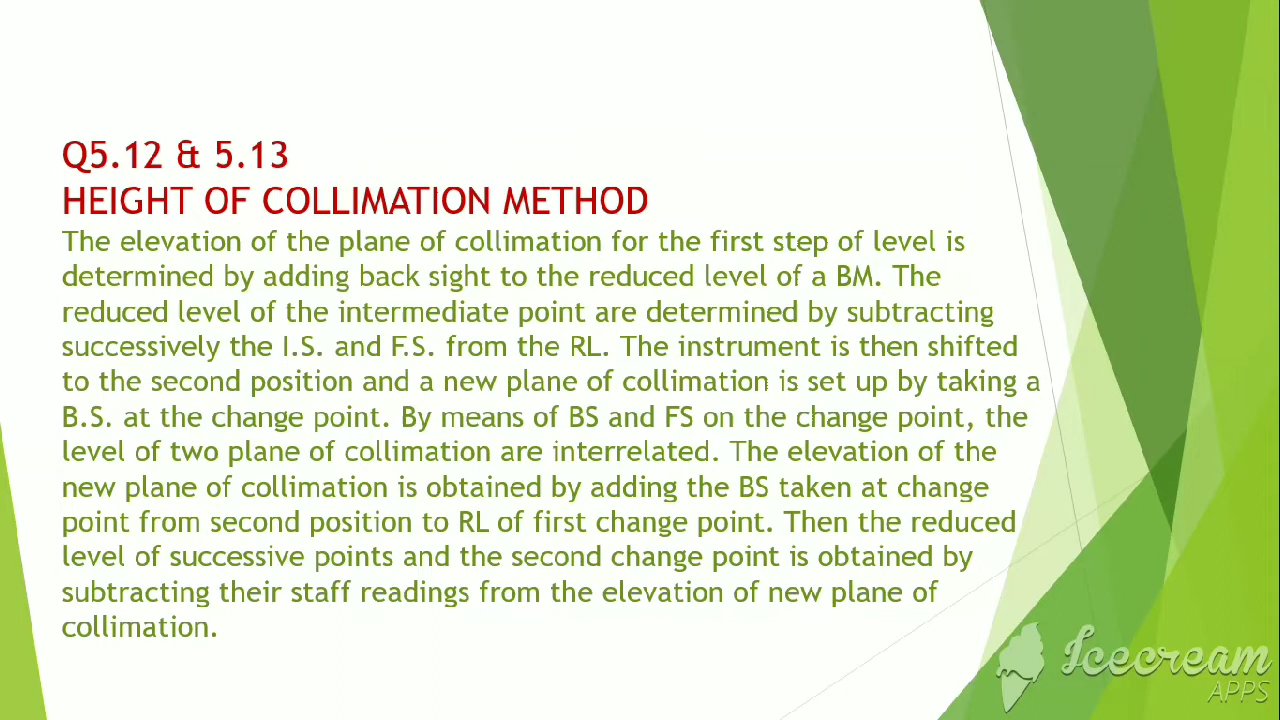 Q5.12 & 5.13
HEIGHT OF COLLIMATION METHOD
The elevation of the plane of collimation for the first step of level is
determined by adding back sight to the reduced level of a BM. The
reduced level of the intermediate point are determined by subtracting
successively the I.S. and F.S. from the RL. The instrument is then shifted
to the second position and a new plane of collimation is set up by taking a
B.S. at the change point. By means of BS and FS on the change point, the
level of two plane of collimation are interrelated. The elevation of the
new plane of collimation is obtained by adding the BS taken at change
point from second position to RL of first change point. Then the reduced
level of successive points and the second change point is obtained by
subtracting their staff readings from the elevation of new plane of
collimation.
Icecream
APPS